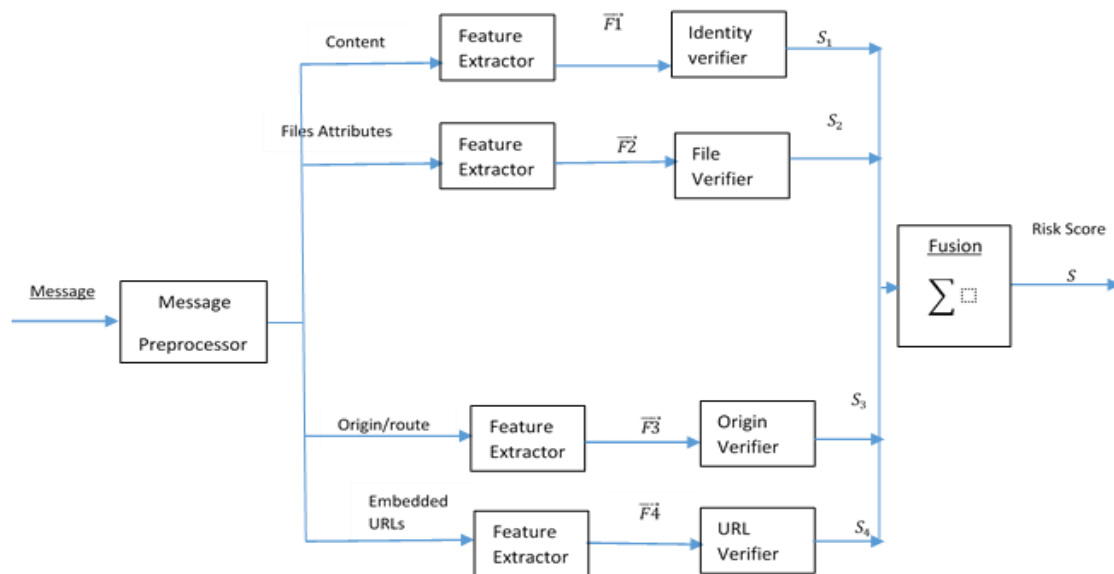 Content
Feature
Extractor
F1
Identity
verifier
S₁
Files Attributes
Feature
Extractor
F2
File
Verifier
S₂
Message
Message
Preprocessor
Fusion
∑
Risk Score
S
Origin/route
Feature
Extractor
F3
Origin
Verifier
S₃
Embedded
URLs
Feature
Extractor
F4
URL
Verifier
S₄